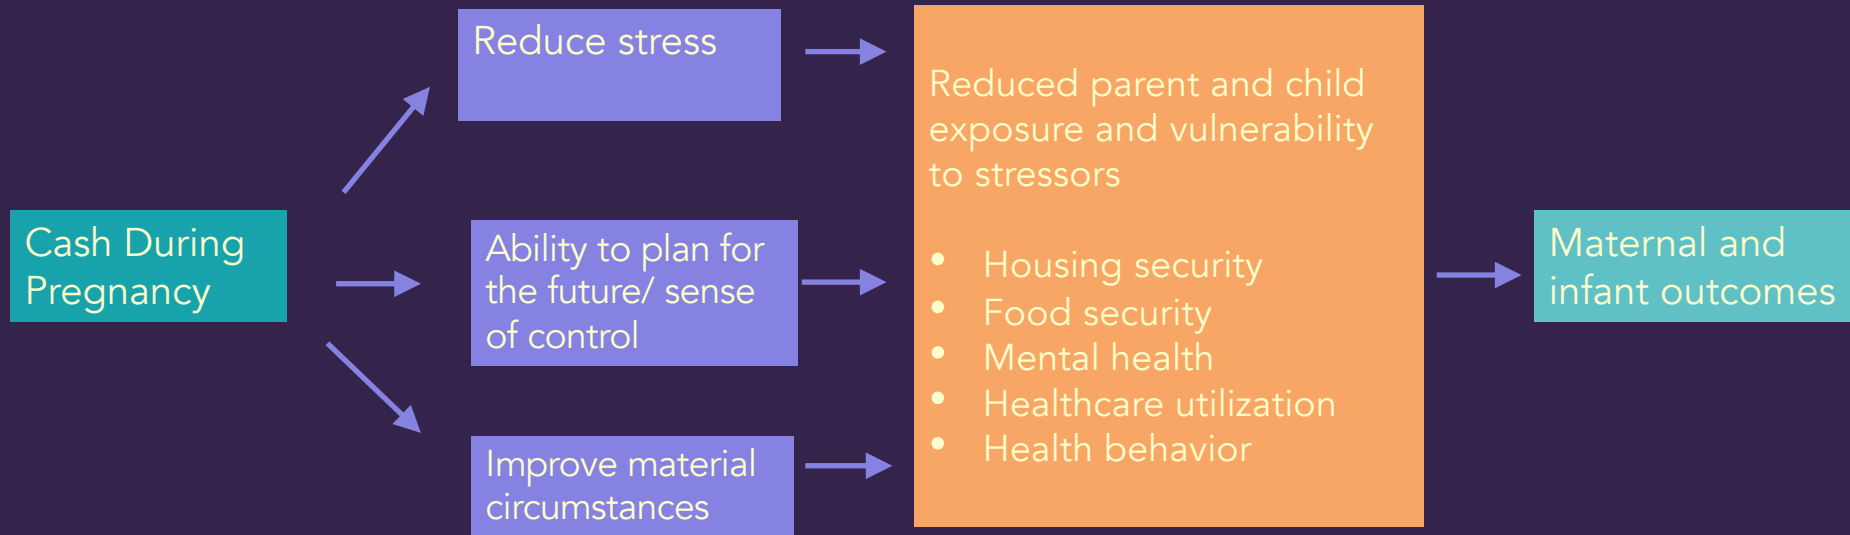 Reduce stress
Cash During
Pregnancy
Ability to plan for
the future/ sense
of control
Improve material
circumstances
Reduced parent and child
exposure and vulnerability
to stressors
• Housing security
• Food security
• Mental health
• Healthcare utilization
• Health behavior
Maternal and
infant outcomes